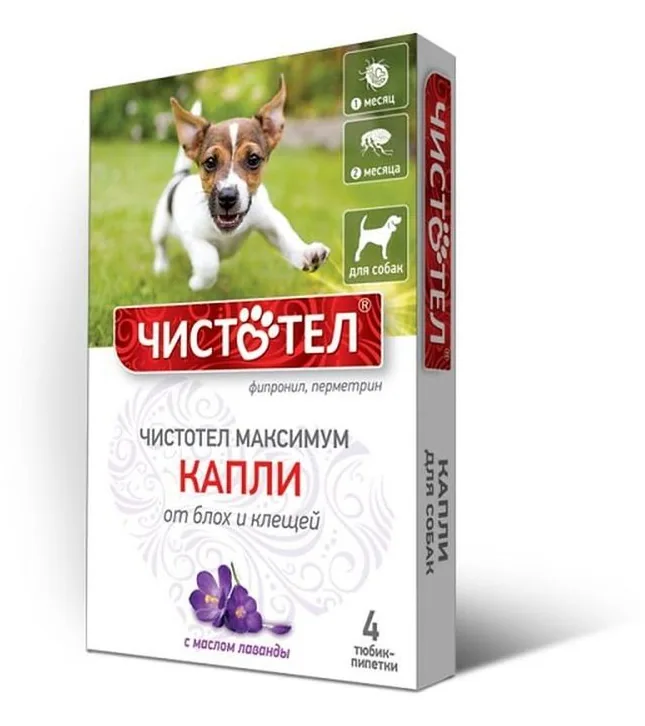 1 месяц
2 месяца
для собак
ЧИСТОТЕЛ®
фипронил, перметрин
ЧИСТОТЕЛ МАКСИМУМ
КАПЛИ
от блох и клещей
с маслом лаванды
4
тюбик-
пипетки
ЧИСТОТЕЛ®
КАПЛИ
ДЛЯ СОБАК